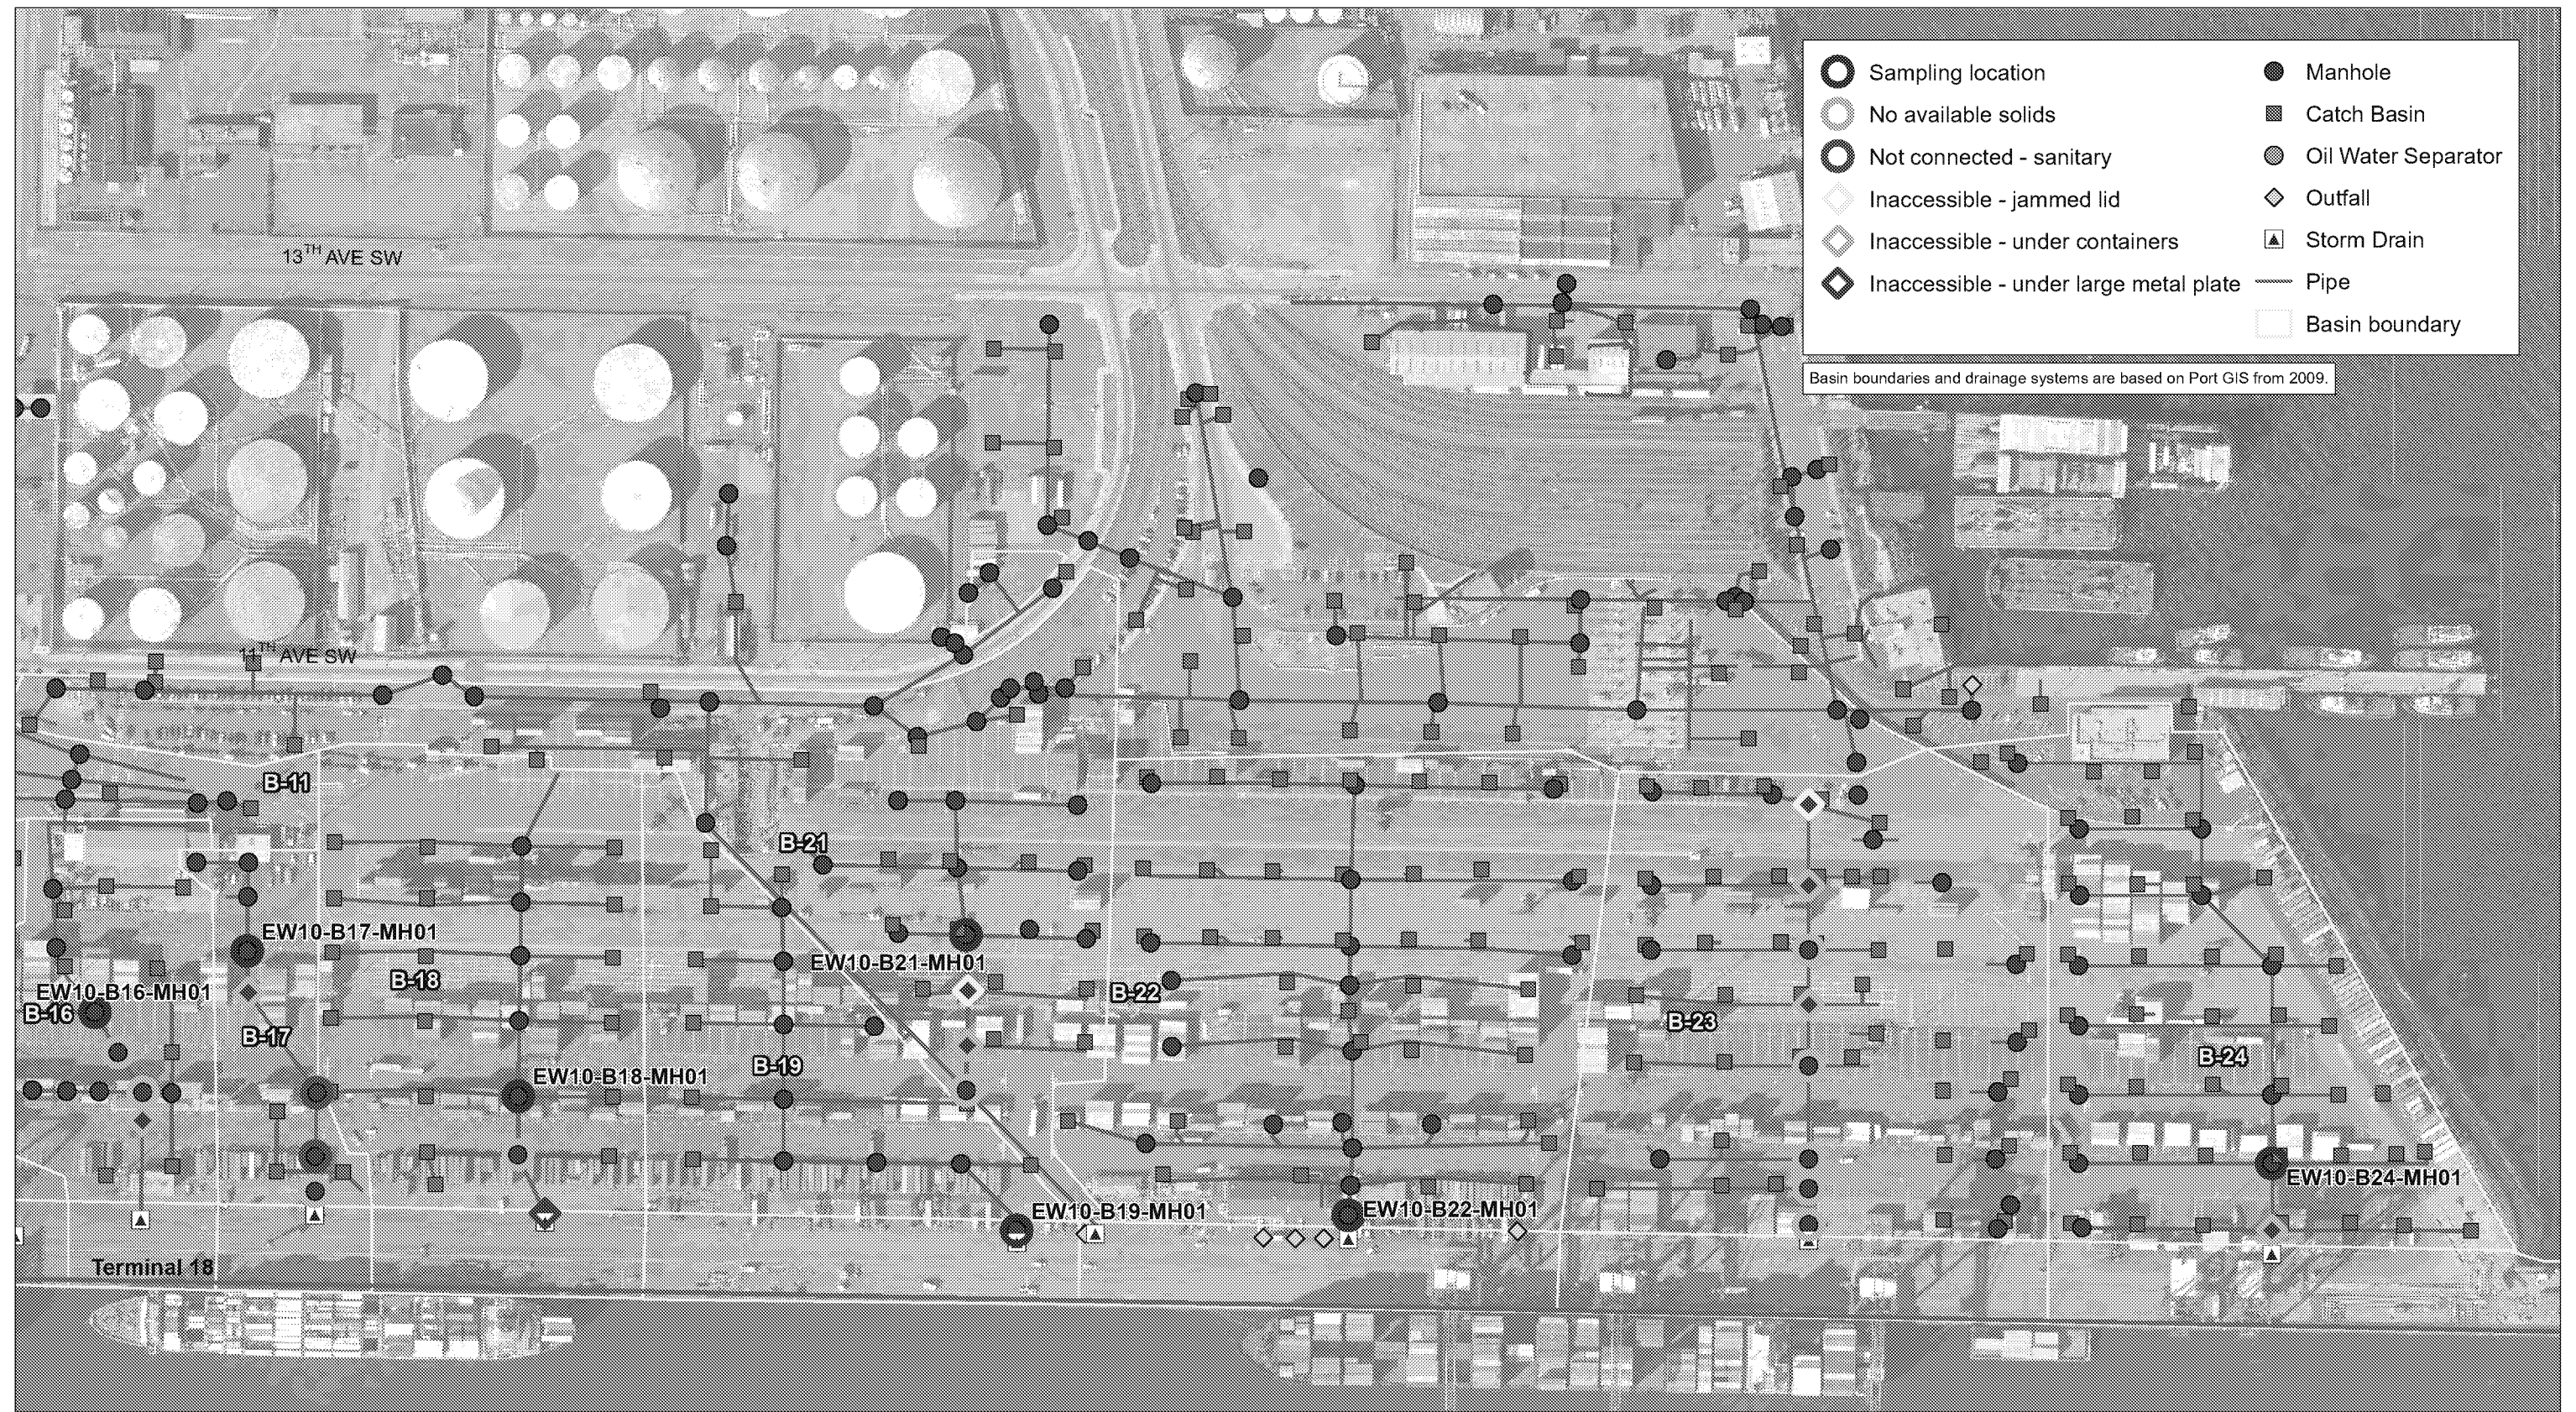 Sampling location
No available solids
Not connected - sanitary
Inaccessible - jammed lid
Inaccessible - under containers
Inaccessible - under large metal plate
Manhole
Catch Basin
Oil Water Separator
Outfall
Storm Drain
Pipe
Basin boundary
Basin boundaries and drainage systems are based on Port GIS from 2009.
13TH AVE SW
11TH AVE SW
B-11
B-21
EW10-B17-MH01
EW10-B21-MH01
B-18
EW10-B16-MH01
B-22
B-16
B-23
B-17
B-24
B-19
EW10-B18-MH01
EW10-B24-MH01
EW10-B19-MH01
EW10-B22-MH01
Terminal 18